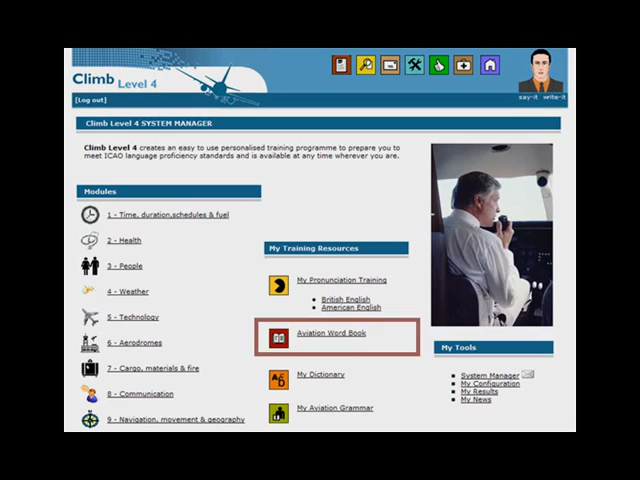 Climb Level 4
[Log out]
say-it write-it
Climb Level 4 SYSTEM MANAGER
Climb Level 4 creates an easy to use personalised training programme to prepare you to
meet ICAO language proficiency standards and is available at any time wherever you are.
Modules
1 - Time, duration,schedules & fuel
2 - Health
3 - People
4 - Weather
5 - Technology
6 - Aerodromes
7 - Cargo, materials & fire
8 - Communication
9 - Navigation, movement & geography
My Training Resources
My Pronunciation Training
British English
American English
Aviation Word Book
My Dictionary
My Aviation Grammar
My Tools
System Manager
My Configuration
My Results
My News